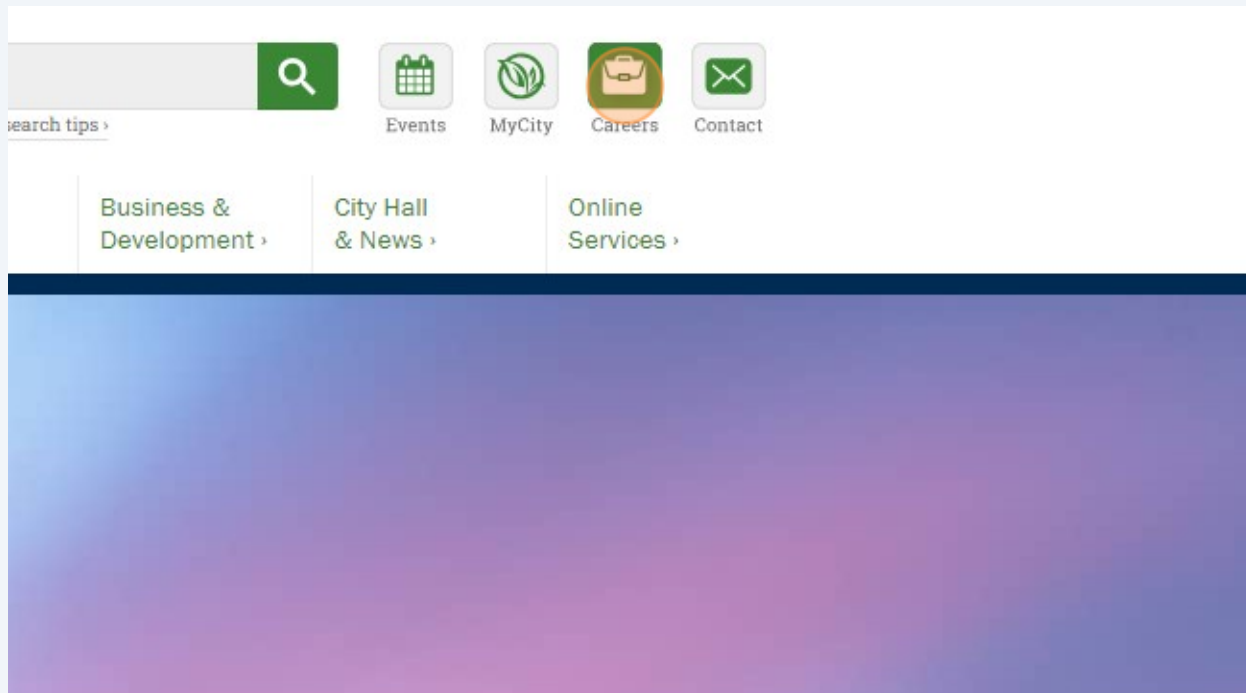 search tips ›
Events
MyCity
Careers
Contact
Business &
Development ›
City Hall
& News ›
Online
Services ›